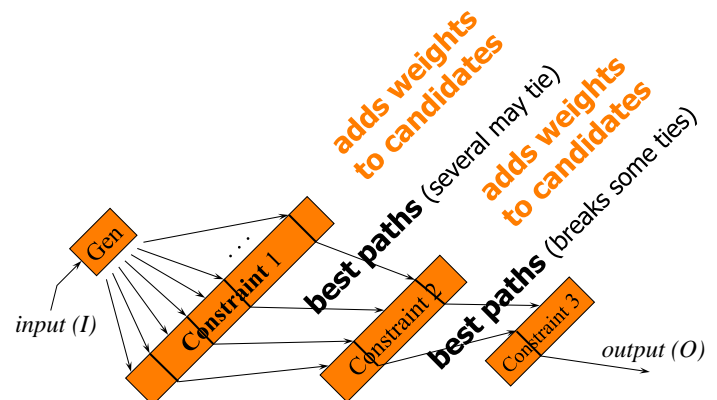 adds weights
to candidates
best paths (several may tie)
adds weights
to candidates
best paths (breaks some ties)
Gen
...
Constraint 1
Constraint 2
Constraint 3
input (I)
output (O)